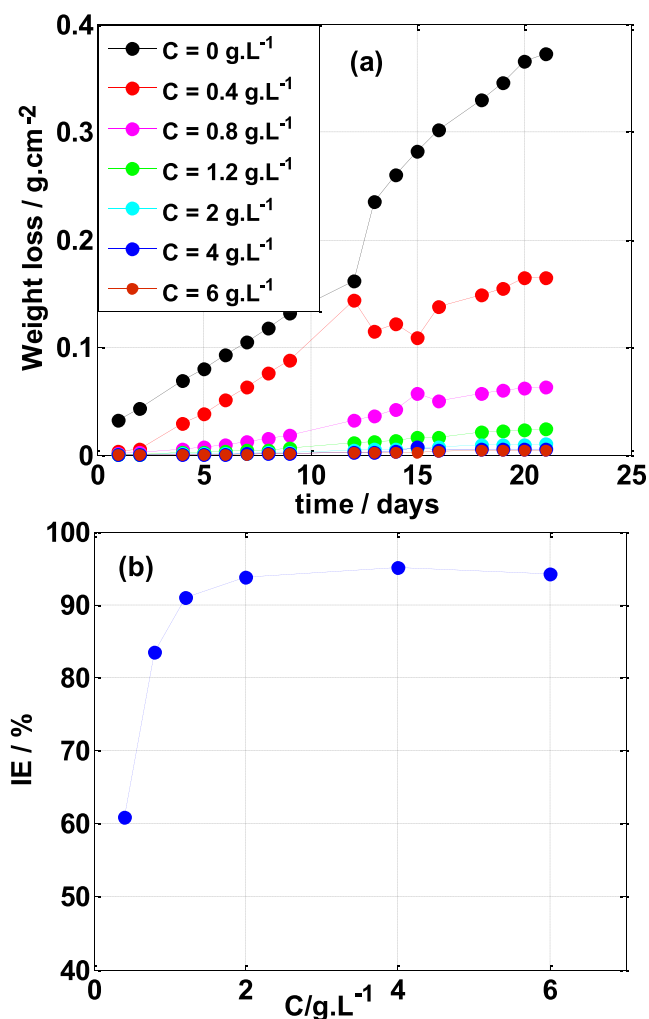 0.4
0.3
0.2
0.1
0
Weight loss / g.cm-2
C = 0 g.L-1
C = 0.4 g.L-1
C = 0.8 g.L-1
C = 1.2 g.L-1
C = 2 g.L-1
C = 4 g.L-1
C = 6 g.L-1
(a)
0 5 10 15 20 25
time / days
100
90
80
70
60
50
40
IE / %
(b)
0 2 4 6
C/g.L-1